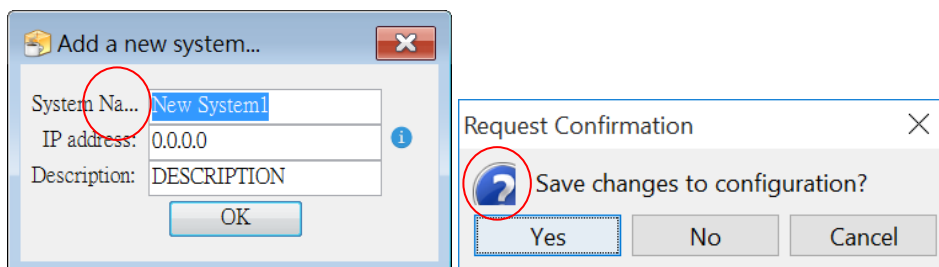 Add a new system...
System Na... New System1
IP address: 0.0.0.0
Description: DESCRIPTION
OK
Request Confirmation
Save changes to configuration?
Yes No Cancel